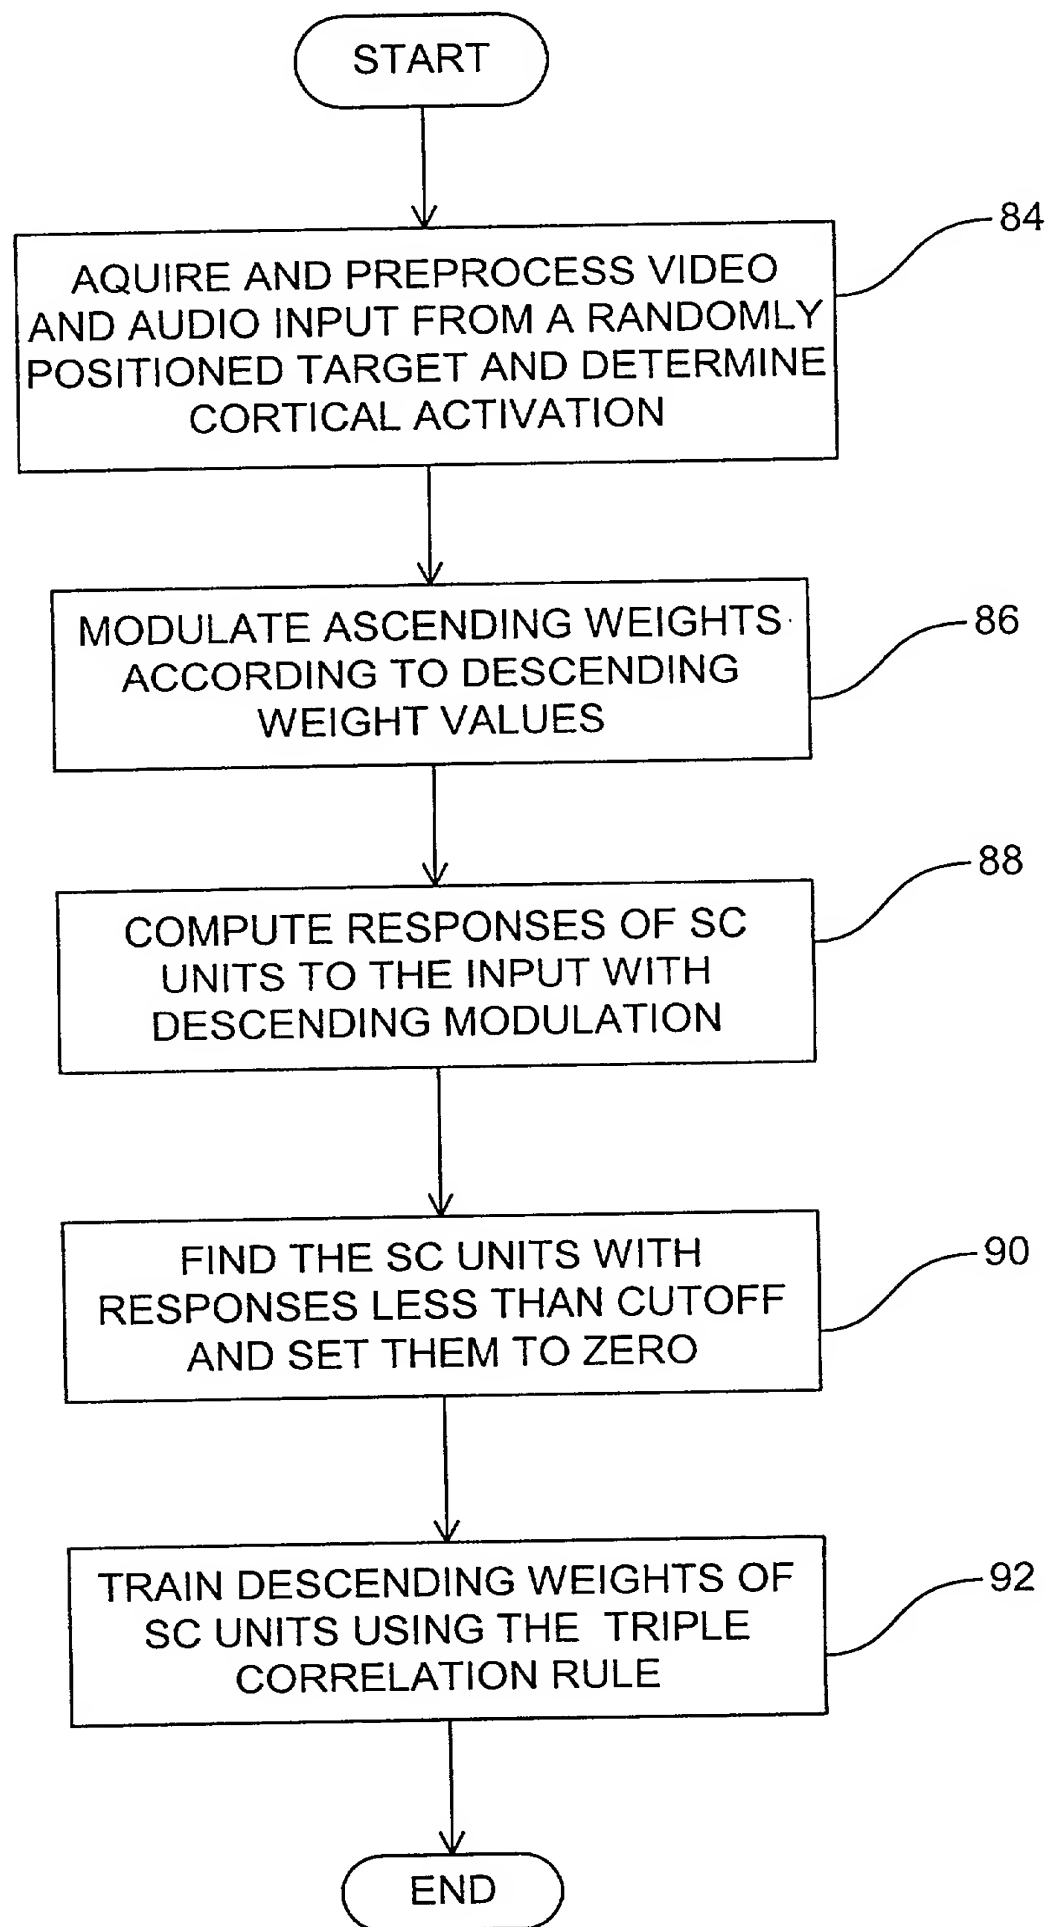 START
84
AQUIRE AND PREPROCESS VIDEO
AND AUDIO INPUT FROM A RANDOMLY
POSITIONED TARGET AND DETERMINE
CORTICAL ACTIVATION
86
MODULATE ASCENDING WEIGHTS
ACCORDING TO DESCENDING
WEIGHT VALUES
88
COMPUTE RESPONSES OF SC
UNITS TO THE INPUT WITH
DESCENDING MODULATION
90
FIND THE SC UNITS WITH
RESPONSES LESS THAN CUTOFF
AND SET THEM TO ZERO
92
TRAIN DESCENDING WEIGHTS OF
SC UNITS USING THE TRIPLE
CORRELATION RULE
END